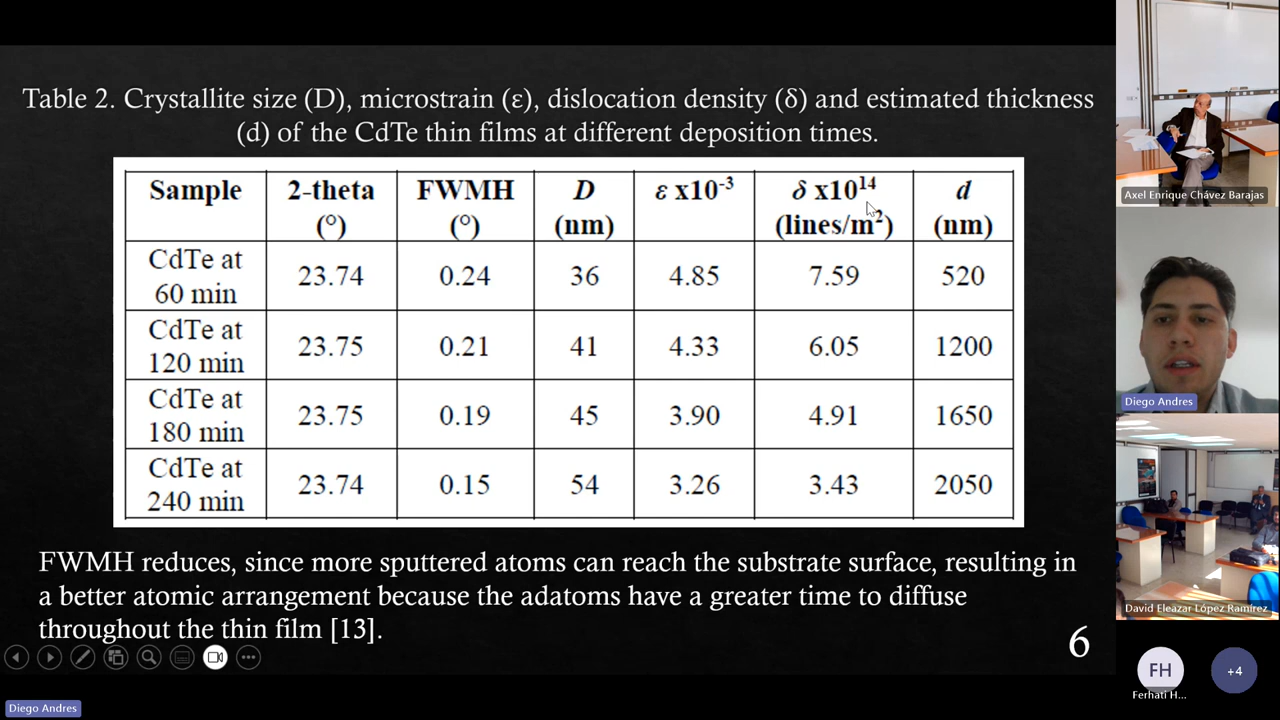 Table 2. Crystallite size (D), microstrain (ε), dislocation density (δ) and estimated thickness
(d) of the CdTe thin films at different deposition times.
Sample 2-theta (°) FWMH (°) D (nm) ε x10⁻³ δ x10¹⁴ (lines/m²) d (nm)
CdTe at 60 min 23.74 0.24 36 4.85 7.59 520
CdTe at 120 min 23.75 0.21 41 4.33 6.05 1200
CdTe at 180 min 23.75 0.19 45 3.90 4.91 1650
CdTe at 240 min 23.74 0.15 54 3.26 3.43 2050
FWMH reduces, since more sputtered atoms can reach the substrate surface, resulting in
a better atomic arrangement because the adatoms have a greater time to diffuse
throughout the thin film [13].
6
Diego Andres
Axel Enrique Chávez Barajas
Diego Andres
David Eleazar López Ramírez
FH
Ferhati H...
+4